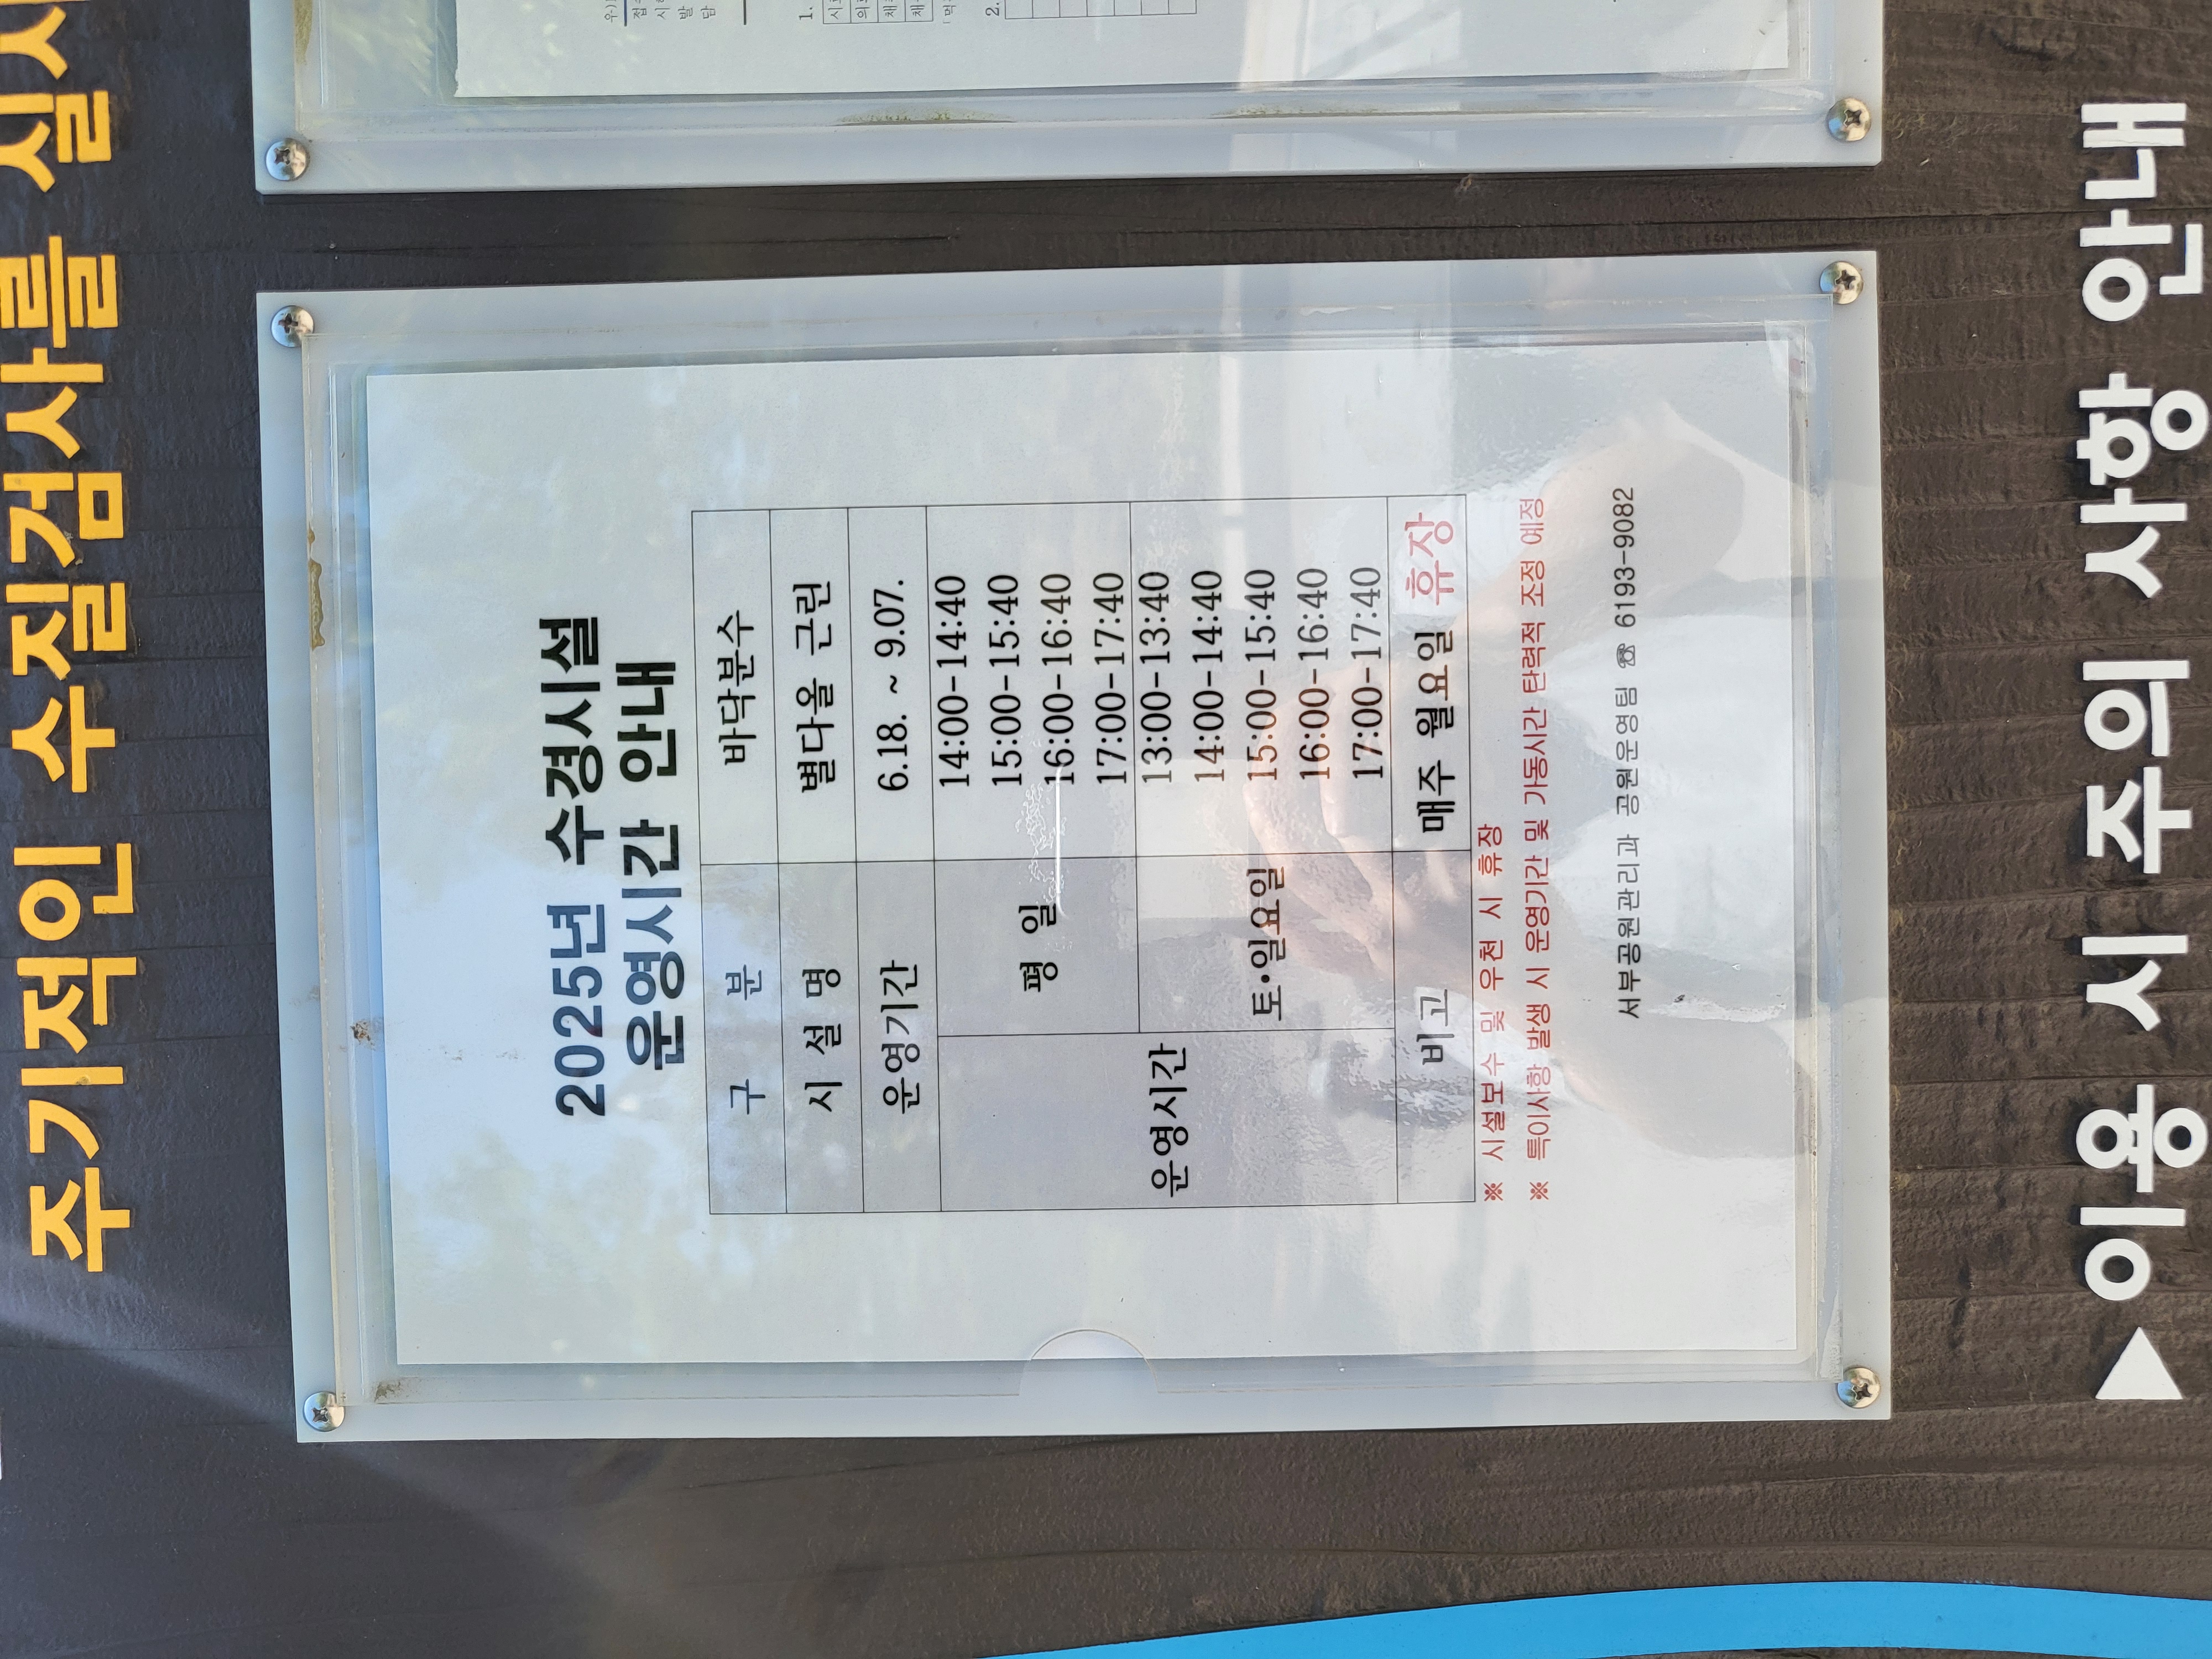 주기적인 수질검사를
2025년 수경시설
운영시간 안내
구 분 바닥분수
시 설 명 별다올 근린
운영기간 6.18. ~ 9.07.
운영시간 평 일 14:00-14:40
15:00-15:40
16:00-16:40
17:00-17:40
토·일요일 13:00-13:40
14:00-14:40
15:00-15:40
16:00-16:40
17:00-17:40
비고 매주 월요일 휴장
※ 시설보수 및 우천 시 휴장
※ 특이사항 발생 시 운영기간 및 가동시간 탄력적 조정 예정
서부공원관리과 공원운영팀 ☎ 6193-9082
▶이용 시 주의 사항 안내
1.
2.